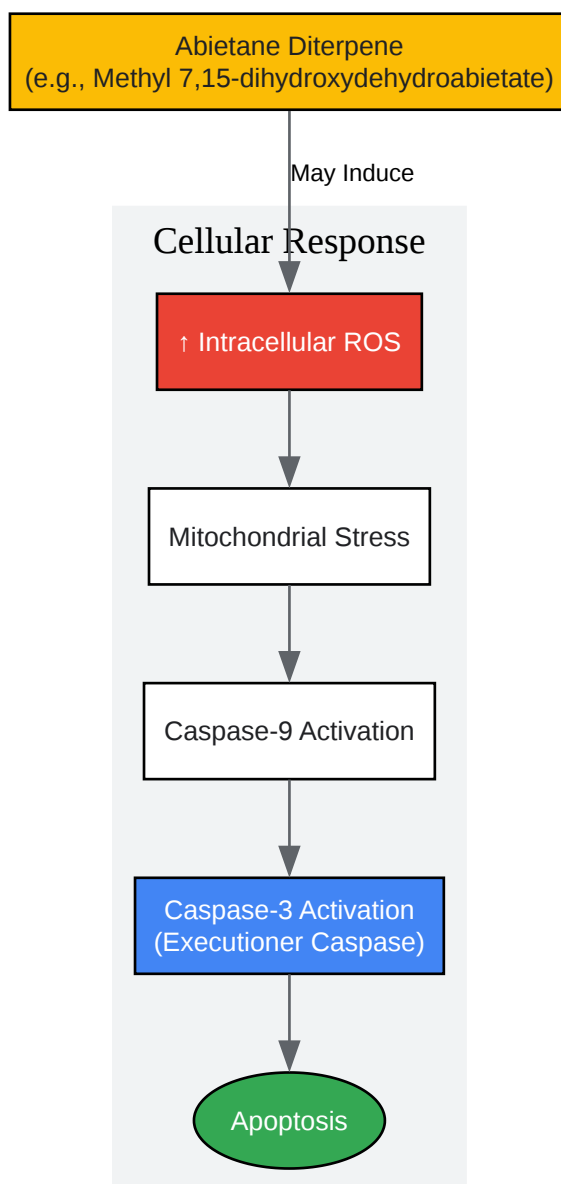 Abietane Diterpene
(e.g., Methyl 7,15-dihydroxydehydroabietate)
May Induce
Cellular Response
↑ Intracellular ROS
Mitochondrial Stress
Caspase-9 Activation
Caspase-3 Activation
(Executioner Caspase)
Apoptosis